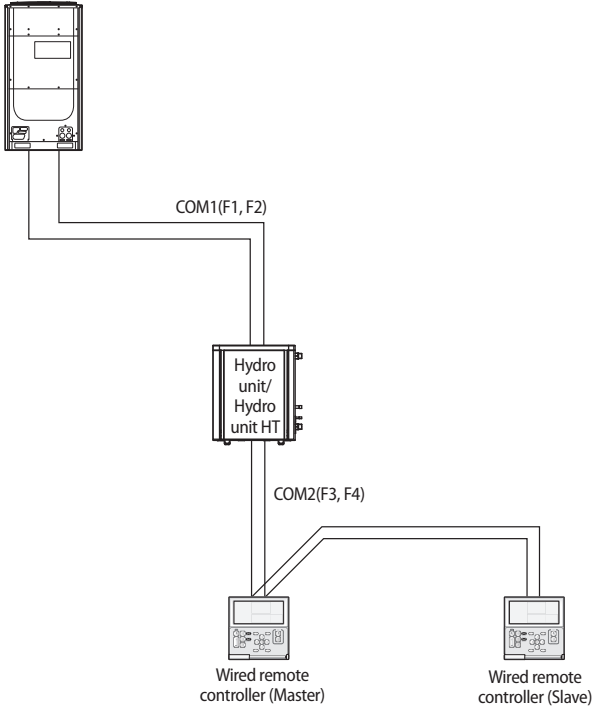 COM1(F1, F2)
Hydro
unit/
Hydro
unit HT
COM2(F3, F4)
Wired remote
controller (Master)
Wired remote
controller (Slave)